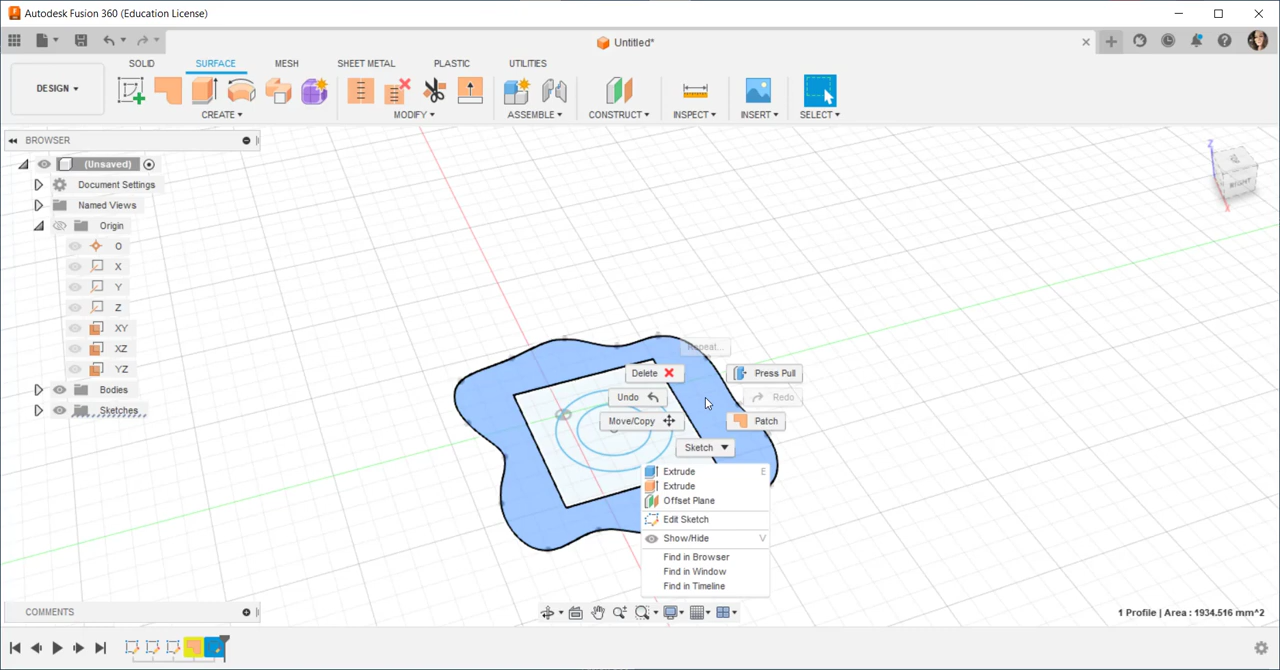 Autodesk Fusion 360 (Education License)
Untitled*
SOLID SURFACE MESH SHEET METAL PLASTIC UTILITIES
DESIGN
CREATE MODIFY ASSEMBLE CONSTRUCT INSPECT INSERT SELECT
BROWSER
(Unsaved)
Document Settings
Named Views
Origin
O
X
Y
Z
XY
XZ
YZ
Bodies
Sketches
Z
RIGHT
X
Repeat...
Delete Press Pull
Undo Redo
Move/Copy Patch
Sketch
Extrude E
Extrude
Offset Plane
Edit Sketch
Show/Hide V
Find in Browser
Find in Window
Find in Timeline
COMMENTS
1 Profile | Area : 1934.516 mm^2